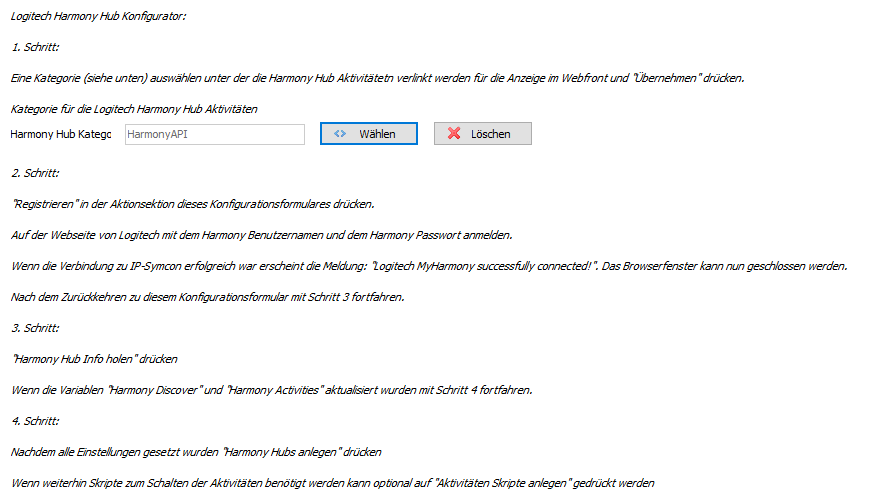 Logitech Harmony Hub Konfigurator:
1. Schritt:
Eine Kategorie (siehe unten) auswählen unter der die Harmony Hub Aktivitätetn verlinkt werden für die Anzeige im Webfront und "Übernehmen" drücken.
Kategorie für die Logitech Harmony Hub Aktivitäten
Harmony Hub Katego HarmonyAPI Wählen Löschen
2. Schritt:
"Registrieren" in der Aktionsektion dieses Konfigurationsformulares drücken.
Auf der Webseite von Logitech mit dem Harmony Benutzernamen und dem Harmony Passwort anmelden.
Wenn die Verbindung zu IP-Symcon erfolgreich war erscheint die Meldung: "Logitech MyHarmony successfully connected!". Das Browserfenster kann nun geschlossen werden.
Nach dem Zurückkehren zu diesem Konfigurationsformular mit Schritt 3 fortfahren.
3. Schritt:
"Harmony Hub Info holen" drücken
Wenn die Variablen "Harmony Discover" und "Harmony Activities" aktualisiert wurden mit Schritt 4 fortfahren.
4. Schritt:
Nachdem alle Einstellungen gesetzt wurden "Harmony Hubs anlegen" drücken
Wenn weiterhin Skripte zum Schalten der Aktivitäten benötigt werden kann optional auf "Aktivitäten Skripte anlegen" gedrückt werden